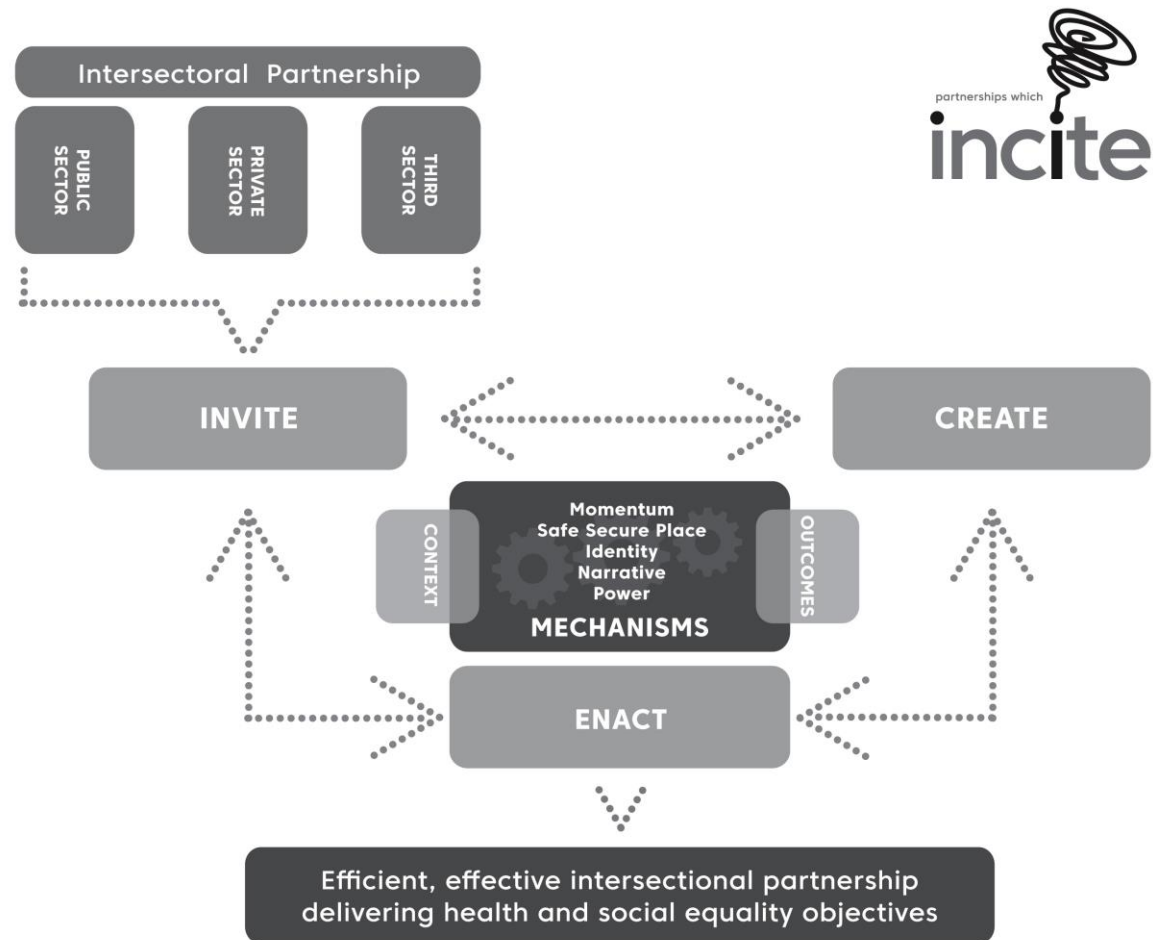 Intersectoral Partnership
PUBLIC
SECTOR
PRIVATE
SECTOR
THIRD
SECTOR
partnerships which
incite
INVITE
CREATE
CONTEXT
Momentum
Safe Secure Place
Identity
Narrative
Power
MECHANISMS
OUTCOMES
ENACT
Efficient, effective intersectional partnership
delivering health and social equality objectives